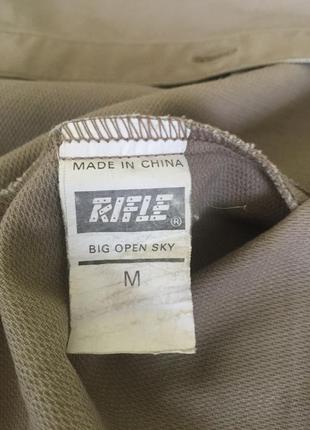 MADE IN CHINA
RIFLE®
BIG OPEN SKY
M